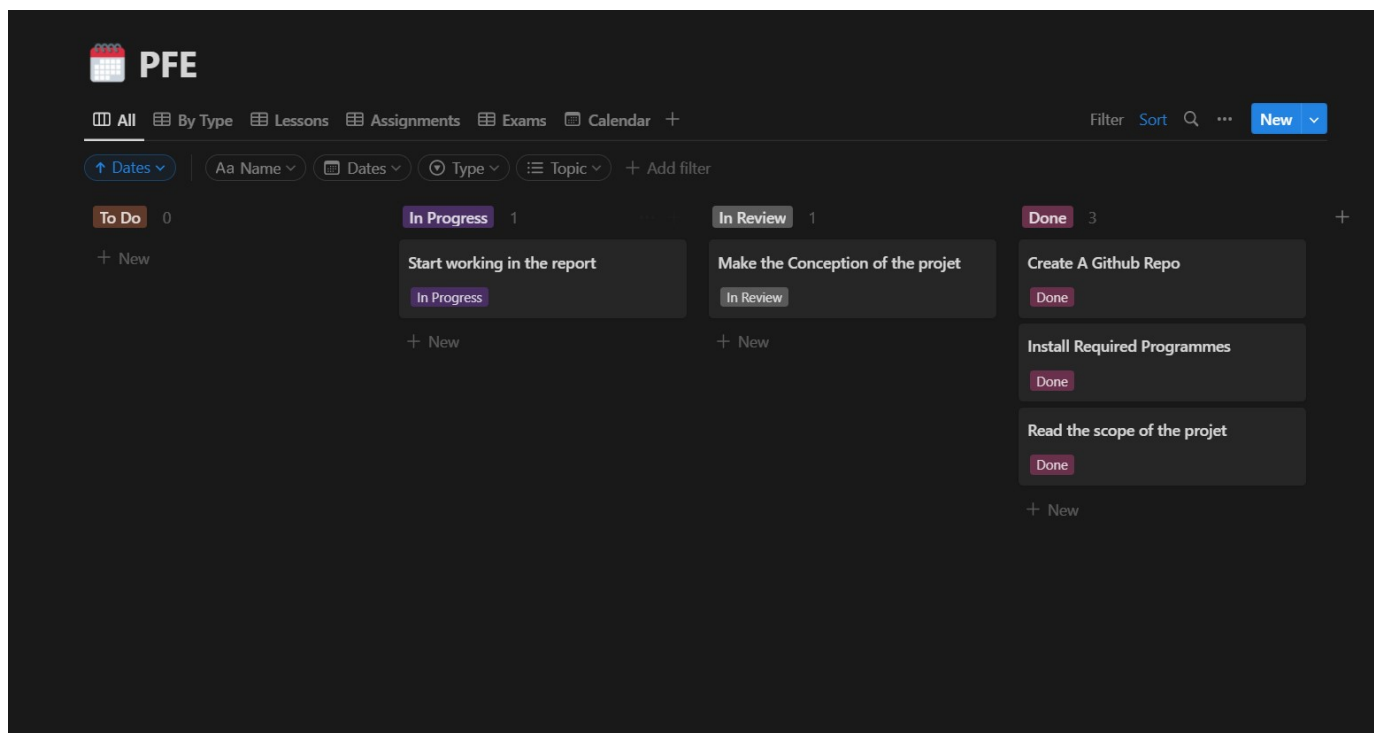 PFE
All By Type Lessons Assignments Exams Calendar Filter Sort New
Dates Aa Name Dates Type Topic Add filter
To Do 0
New
In Progress 1
Start working in the report
In Progress
New
In Review 1
Make the Conception of the projet
In Review
New
Done 3
Create A Github Repo
Done
Install Required Programmes
Done
Read the scope of the projet
Done
New